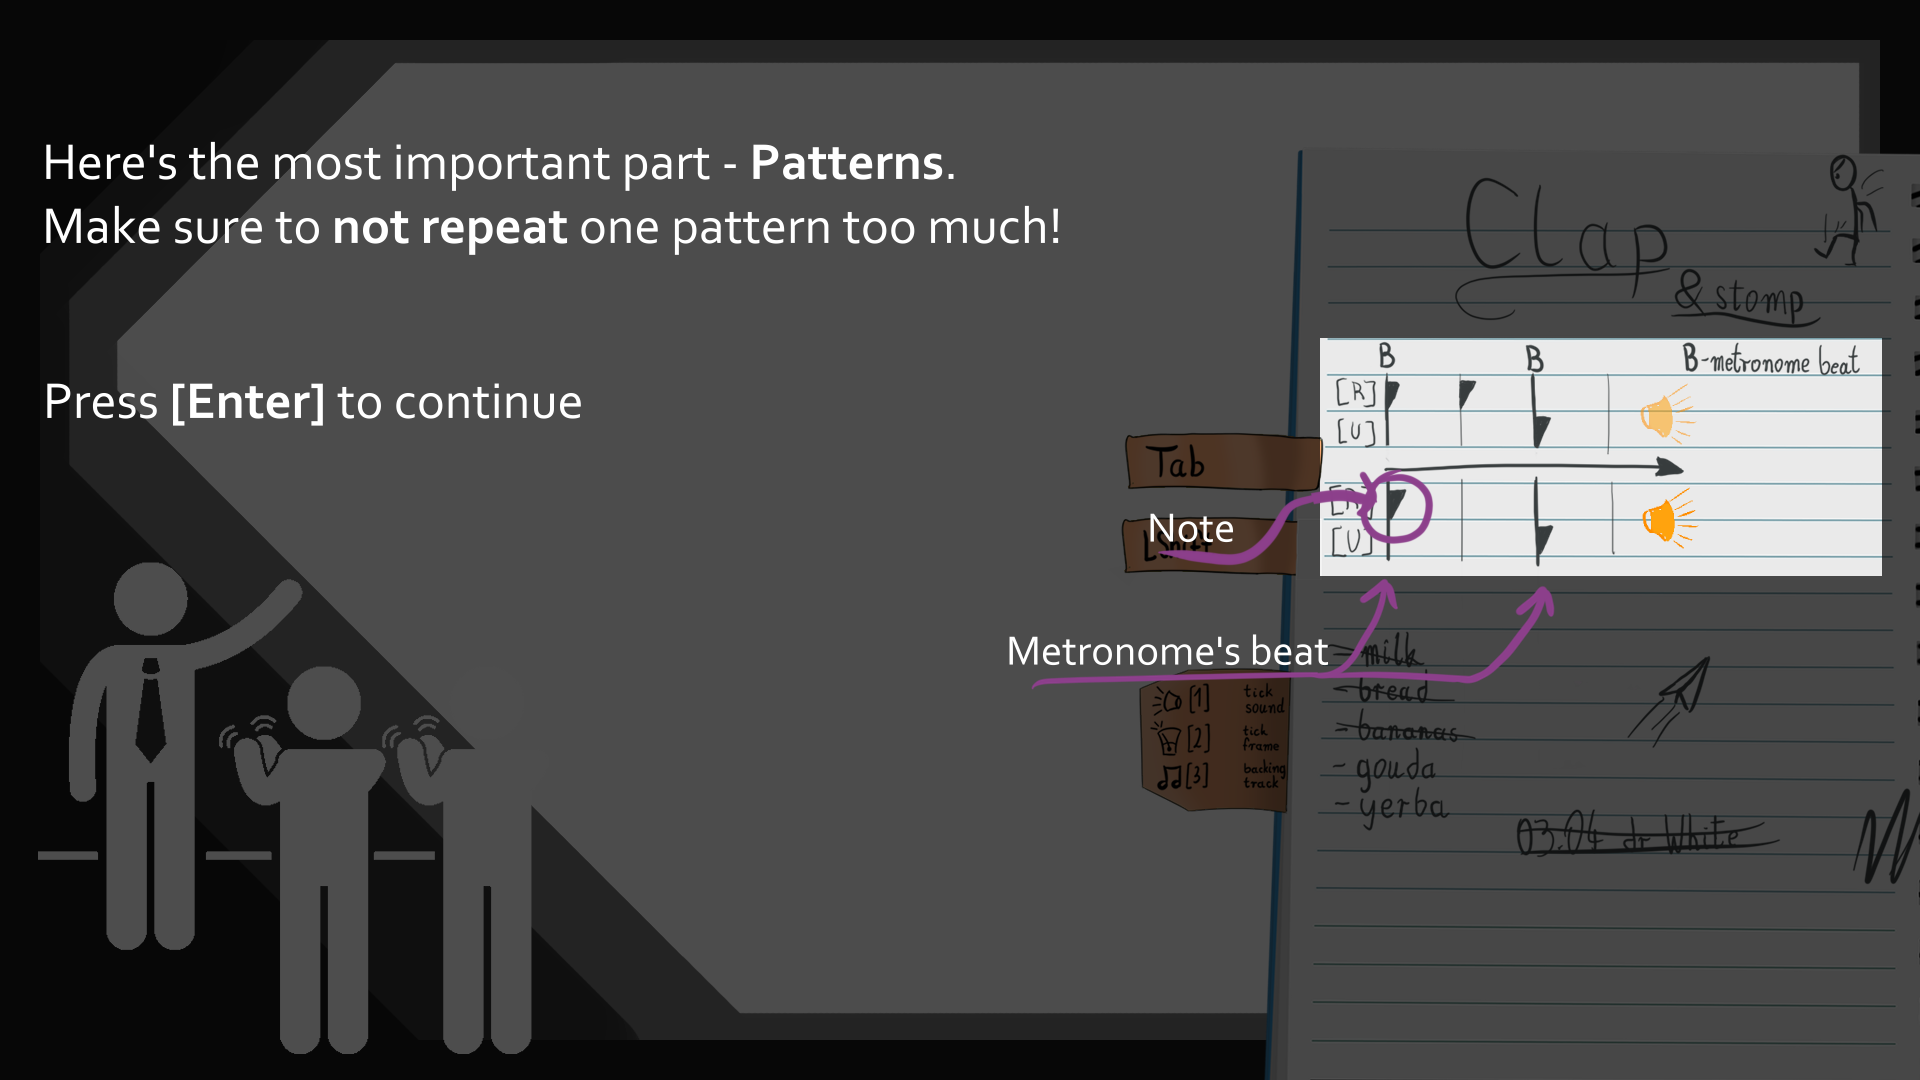 Here's the most important part - Patterns.
Make sure to not repeat one pattern too much!
Press [Enter] to continue
Clap
& stomp
B B B-metronome beat
[R]
[U]
Tab
[R]
Note
LShift
[U]
Metronome's beat
- milk
- bread
- bananas
- gouda
- yerba
[1] tick sound
[2] tick frame
[3] backing track
03.04 dr White